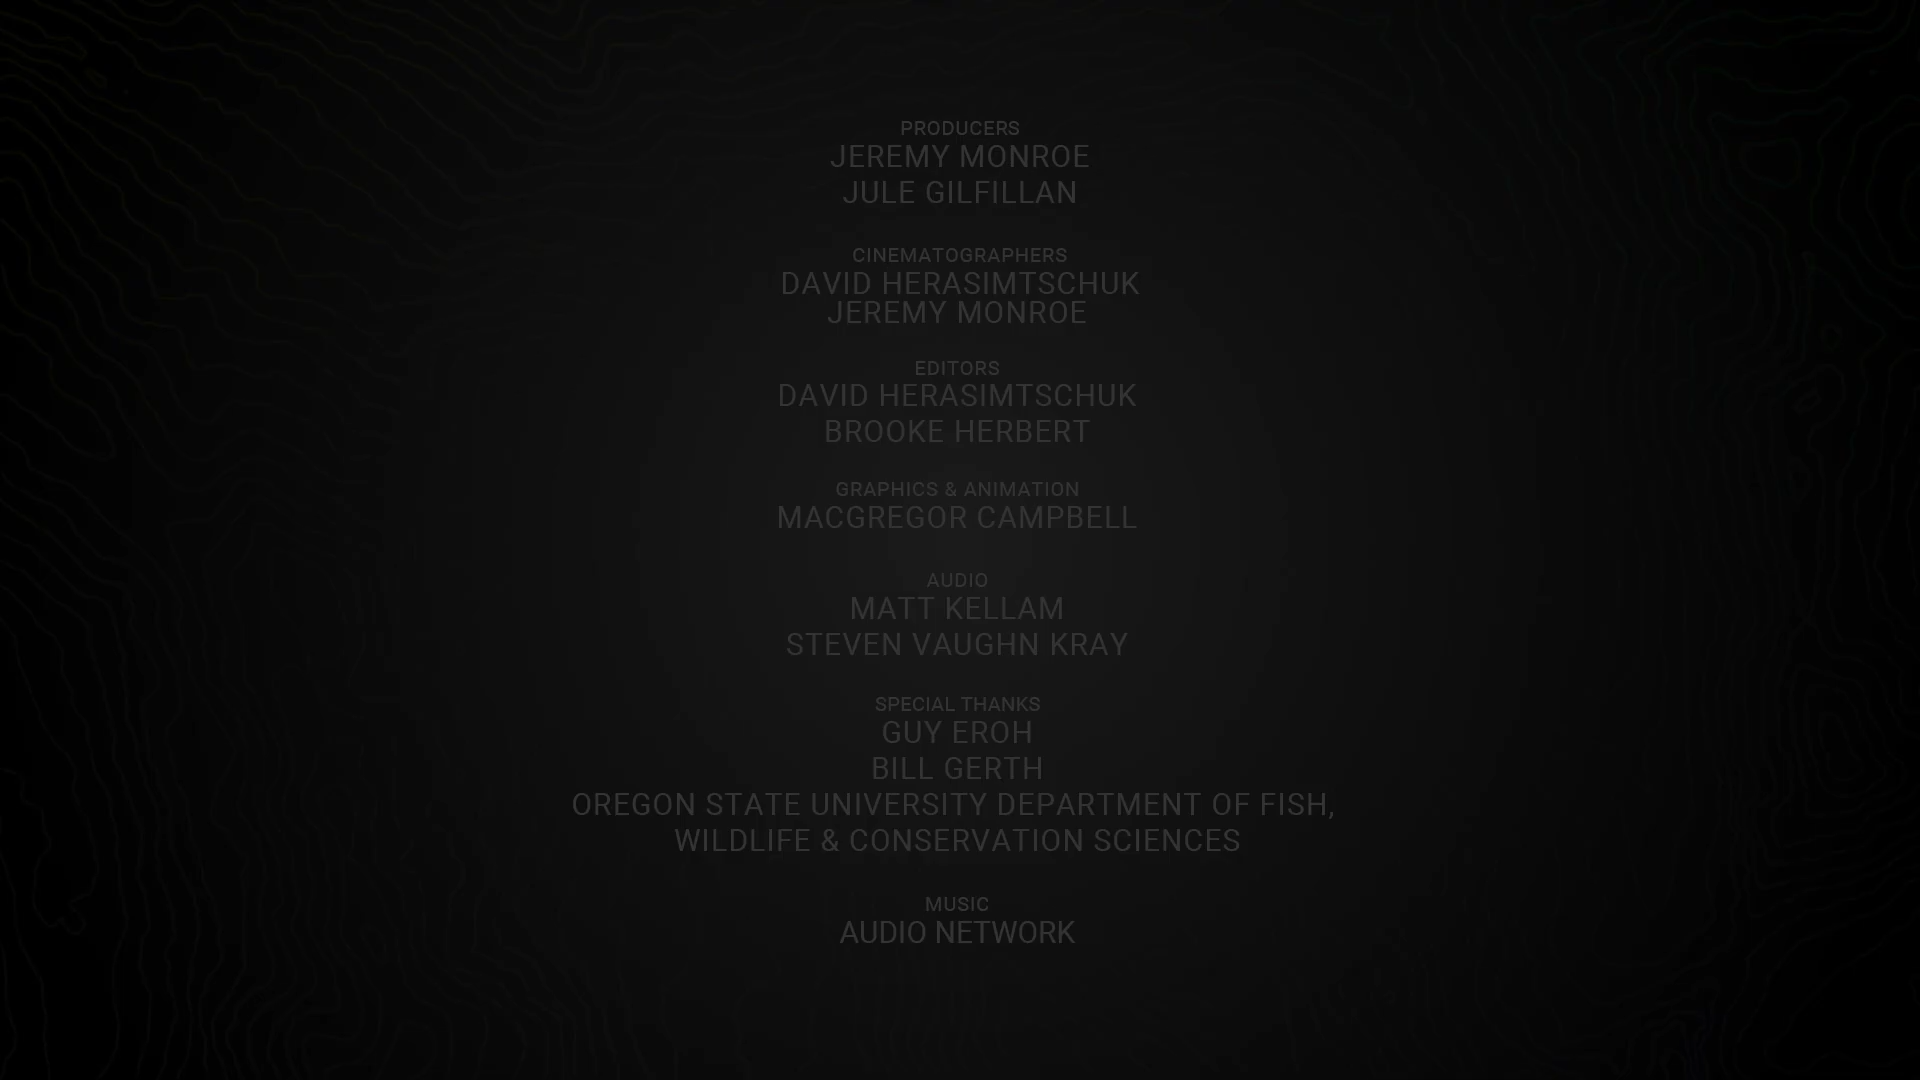 PRODUCERS
JEREMY MONROE
JULE GILFILLAN
CINEMATOGRAPHERS
DAVID HERASIMTSCHUK
JEREMY MONROE
EDITORS
DAVID HERASIMTSCHUK
BROOKE HERBERT
GRAPHICS & ANIMATION
MACGREGOR CAMPBELL
AUDIO
MATT KELLAM
STEVEN VAUGHN KRAY
SPECIAL THANKS
GUY EROH
BILL GERTH
OREGON STATE UNIVERSITY DEPARTMENT OF FISH,
WILDLIFE & CONSERVATION SCIENCES
MUSIC
AUDIO NETWORK